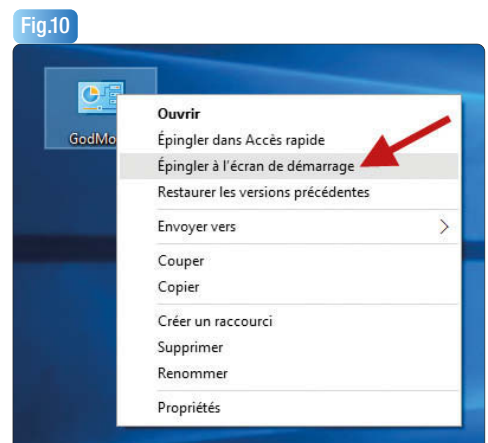 Fig.10
GodMo
Ouvrir
Épingler dans Accès rapide
Épingler à l'écran de démarrage
Restaurer les versions précédentes
Envoyer vers
Couper
Copier
Créer un raccourci
Supprimer
Renommer
Propriétés